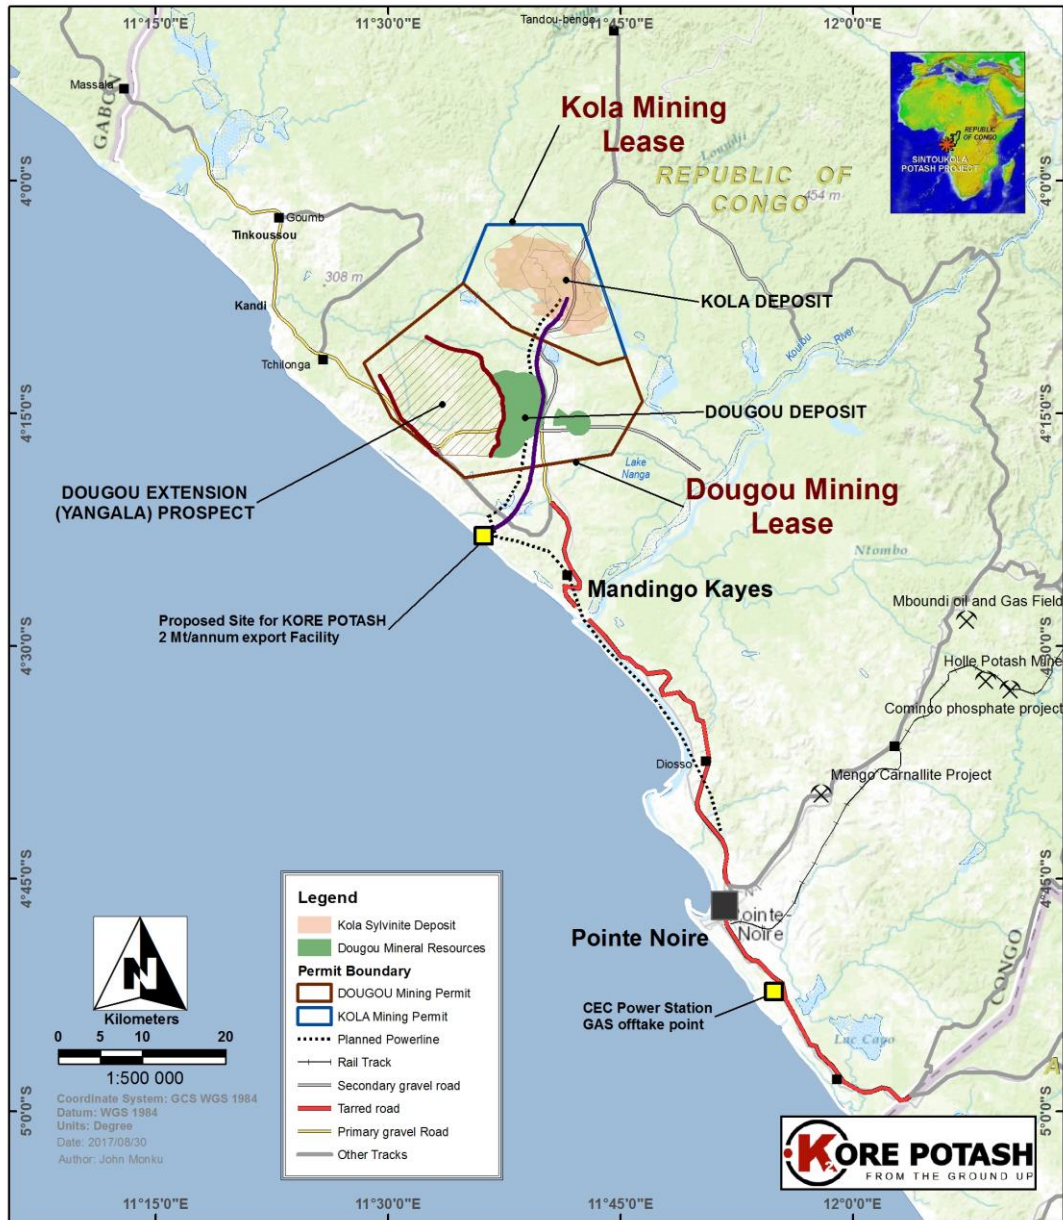 11°15'0"E
11°30'0"E
11°45'0"E
12°0'0"E
Tandou-bengo
Massala
GABON
Kola Mining
Lease
Loundji
REPUBLIC OF
CONGO
454 m
REPUBLIC
OF CONGO
SINTOUKOLA
POTASH PROJECT
4°0'0"S
4°0'0"S
Goumb
Tinkoussou
308 m
Kandi
KOLA DEPOSIT
Kouilou
River
Tchilonga
4°15'0"S
4°15'0"S
DOUGOU DEPOSIT
Lake
Nanga
DOUGOU EXTENSION
(YANGALA) PROSPECT
Dougou Mining
Lease
Ntombo
Mandingo Kayes
Mboundi oil and Gas Field
Proposed Site for KORE POTASH
2 Mt/annum export Facility
4°30'0"S
4°30'0"S
Holle Potash Mine
Cominco phosphate project
Diosso
Mengo Carnallite Project
4°45'0"S
4°45'0"S
N1
Pointe-
Noire
Pointe Noire
CONGO
CEC Power Station
GAS offtake point
Luc Capo
A
5°0'0"S
5°0'0"S
N
Kilometers
0 5 10 20
1:500 000
Coordinate System: GCS WGS 1984
Datum: WGS 1984
Units: Degree
Date: 2017/08/30
Author: John Monku
Legend
Kola Sylvinite Deposit
Dougou Mineral Resources
Permit Boundary
DOUGOU Mining Permit
KOLA Mining Permit
Planned Powerline
Rail Track
Secondary gravel road
Tarred road
Primary gravel Road
Other Tracks
KORE POTASH
FROM THE GROUND UP
11°15'0"E
11°30'0"E
11°45'0"E
12°0'0"E